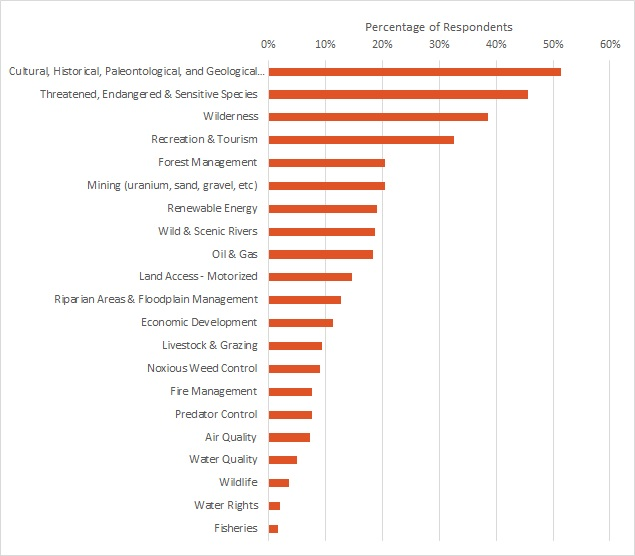 Percentage of Respondents
0% 10% 20% 30% 40% 50% 60%
Cultural, Historical, Paleontological, and Geological...
Threatened, Endangered & Sensitive Species
Wilderness
Recreation & Tourism
Forest Management
Mining (uranium, sand, gravel, etc)
Renewable Energy
Wild & Scenic Rivers
Oil & Gas
Land Access - Motorized
Riparian Areas & Floodplain Management
Economic Development
Livestock & Grazing
Noxious Weed Control
Fire Management
Predator Control
Air Quality
Water Quality
Wildlife
Water Rights
Fisheries